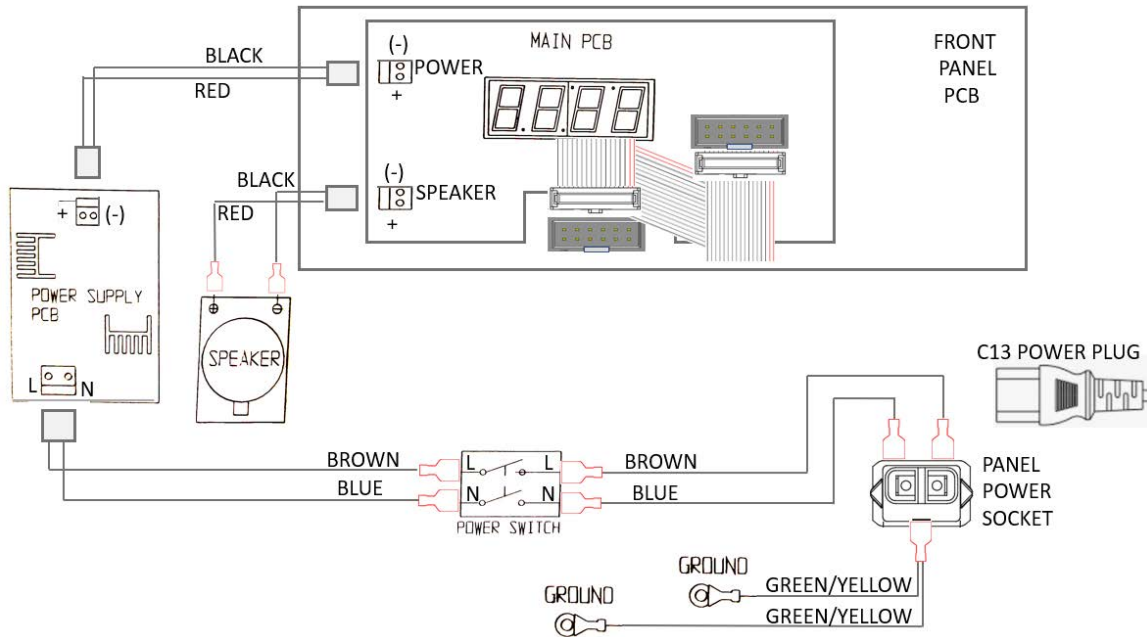 MAIN PCB
FRONT
PANEL
PCB
BLACK
(-)
POWER
RED
+
BLACK
(-)
SPEAKER
RED
+
+ (-)
POWER SUPPLY
PCB
L N
SPEAKER
C13 POWER PLUG
BROWN
L L
BROWN
BLUE
N N
BLUE
POWER SWITCH
PANEL
POWER
SOCKET
GROUND
GREEN/YELLOW
GROUND
GREEN/YELLOW